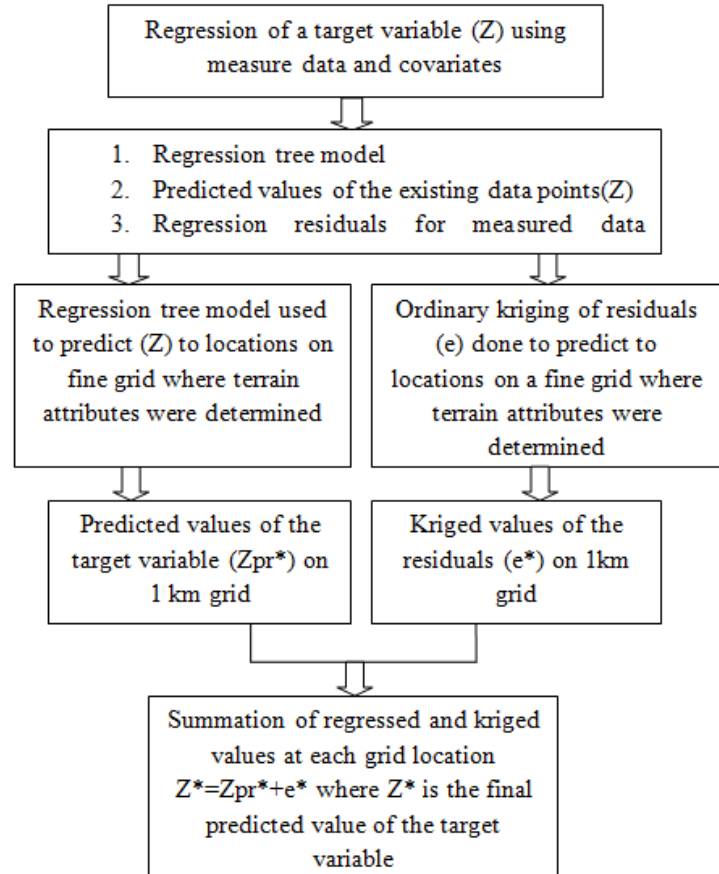 Regression of a target variable (Z) using
measure data and covariates
1. Regression tree model
2. Predicted values of the existing data points(Z)
3. Regression residuals for measured data
Regression tree model used
to predict (Z) to locations on
fine grid where terrain
attributes were determined
Ordinary kriging of residuals
(e) done to predict to
locations on a fine grid where
terrain attributes were
determined
Predicted values of the
target variable (Zpr*) on
1 km grid
Kriged values of the
residuals (e*) on 1km
grid
Summation of regressed and kriged
values at each grid location
Z*=Zpr*+e* where Z* is the final
predicted value of the target
variable